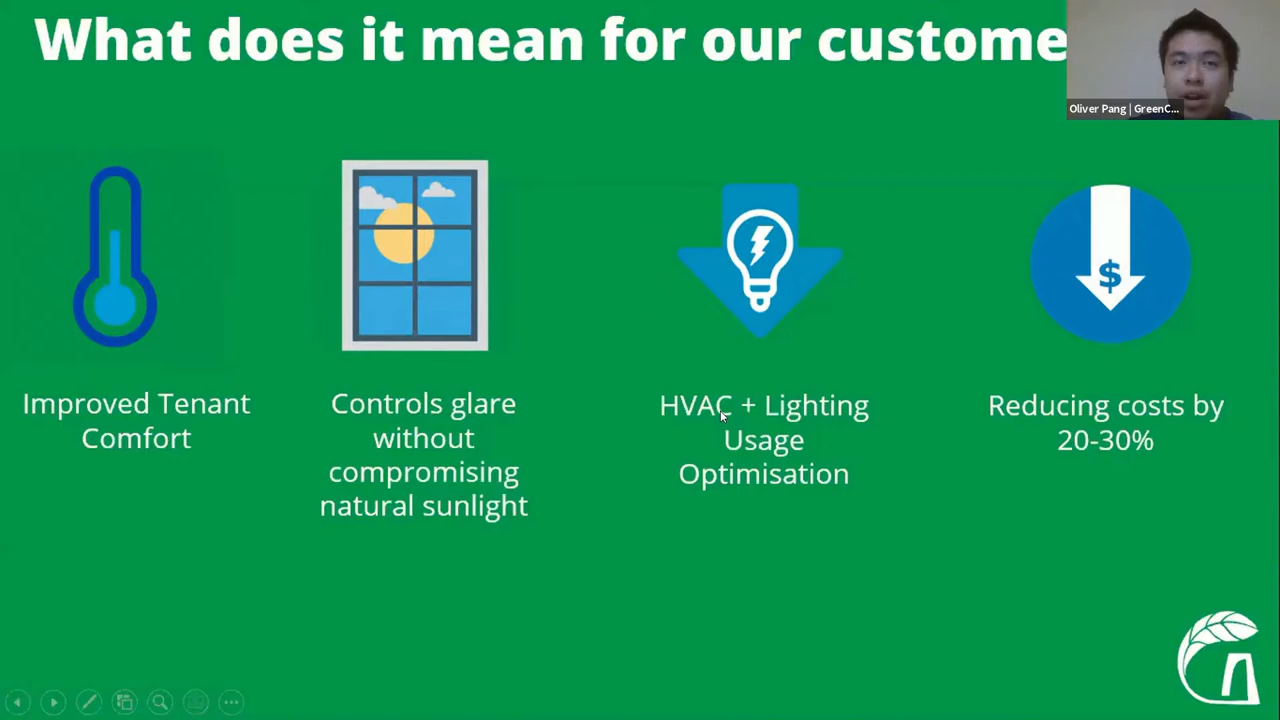 What does it mean for our custome
Oliver Pang | GreenC...
Improved Tenant
Comfort
Controls glare
without
compromising
natural sunlight
HVAC + Lighting
Usage
Optimisation
$
Reducing costs by
20-30%